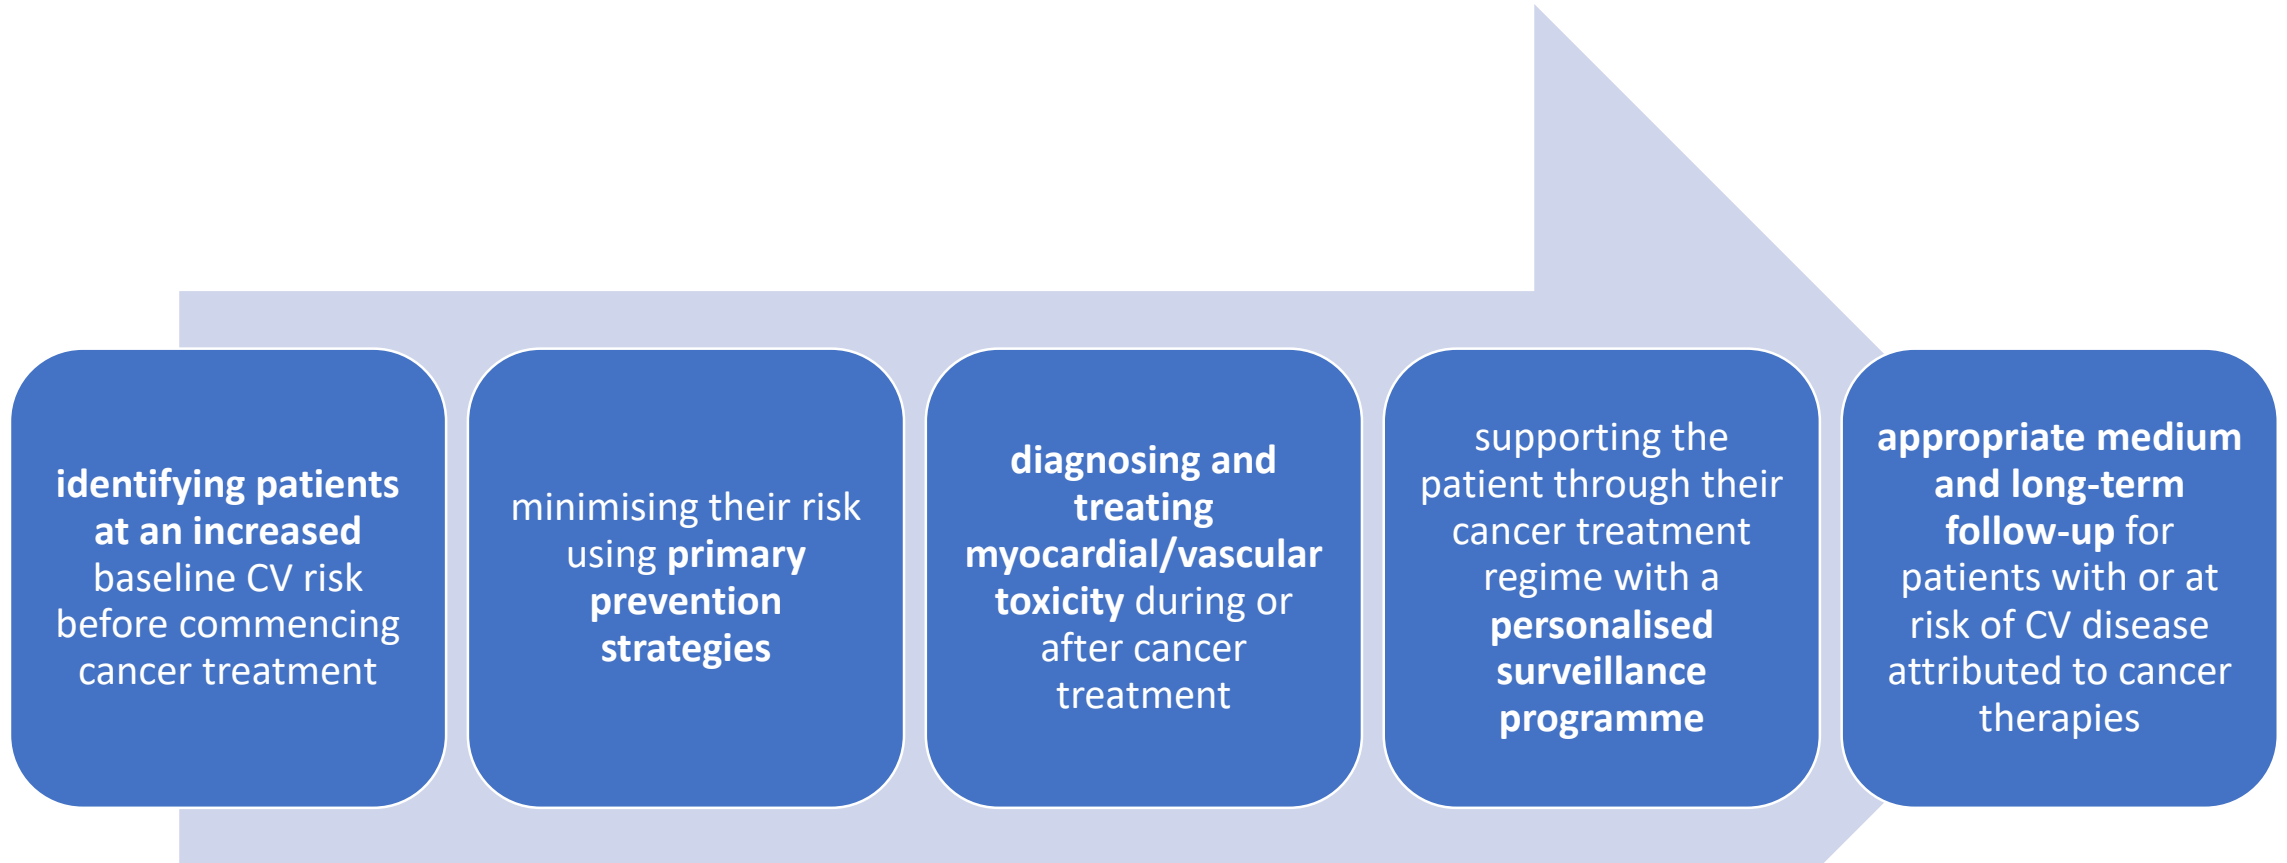 identifying patients
at an increased
baseline CV risk
before commencing
cancer treatment
minimising their risk
using primary
prevention
strategies
diagnosing and
treating
myocardial/vascular
toxicity during or
after cancer
treatment
supporting the
patient through their
cancer treatment
regime with a
personalised
surveillance
programme
appropriate medium
and long-term
follow-up for
patients with or at
risk of CV disease
attributed to cancer
therapies